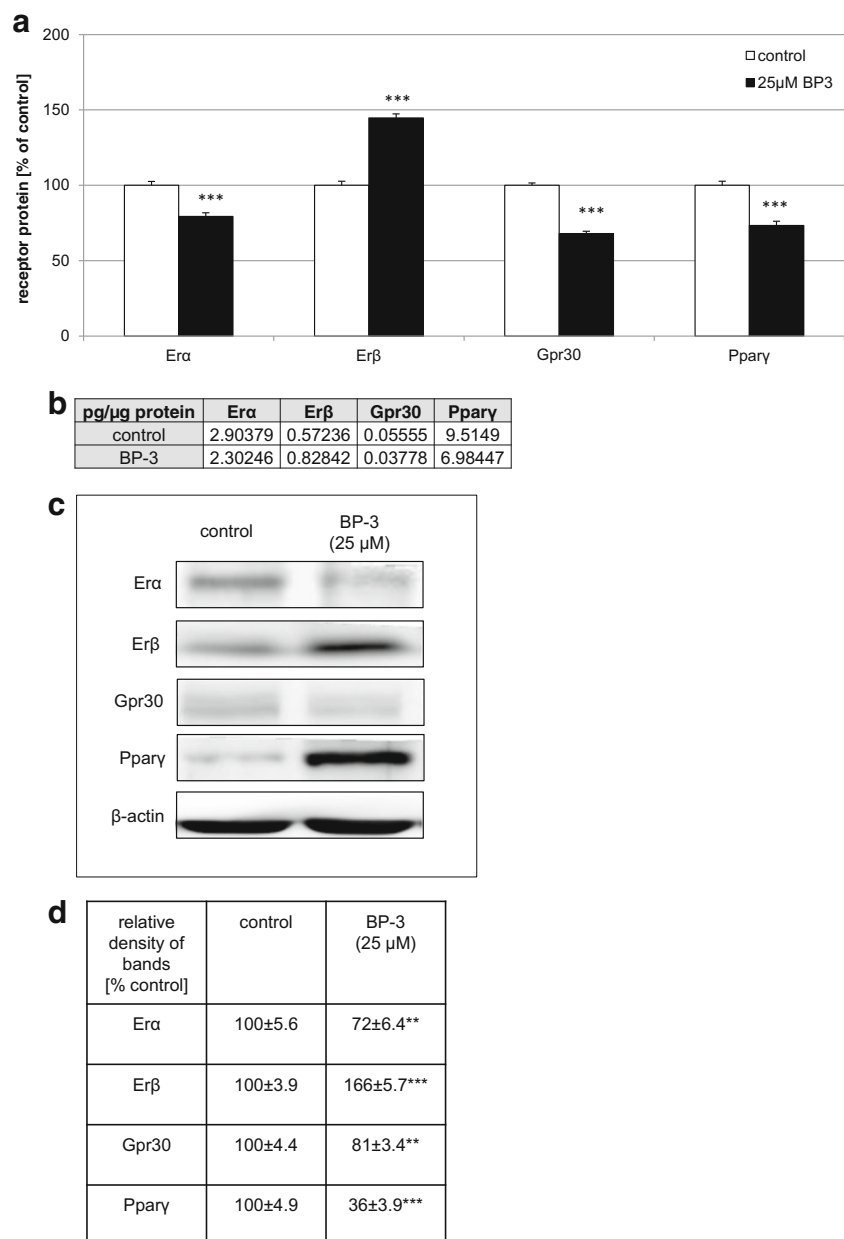 a
200
150
100
50
0
receptor protein [% of control]
control
25µM BP3
***
***
***
***
Erα
Erβ
Gpr30
Pparγ
b
pg/µg protein Erα Erβ Gpr30 Pparγ
control 2.90379 0.57236 0.05555 9.5149
BP-3 2.30246 0.82842 0.03778 6.98447
c
control
BP-3
(25 µM)
Erα
Erβ
Gpr30
Pparγ
β-actin
d
relative
density of
bands
[% control]
control
BP-3
(25 µM)
Erα 100±5.6 72±6.4**
Erβ 100±3.9 166±5.7***
Gpr30 100±4.4 81±3.4**
Pparγ 100±4.9 36±3.9***